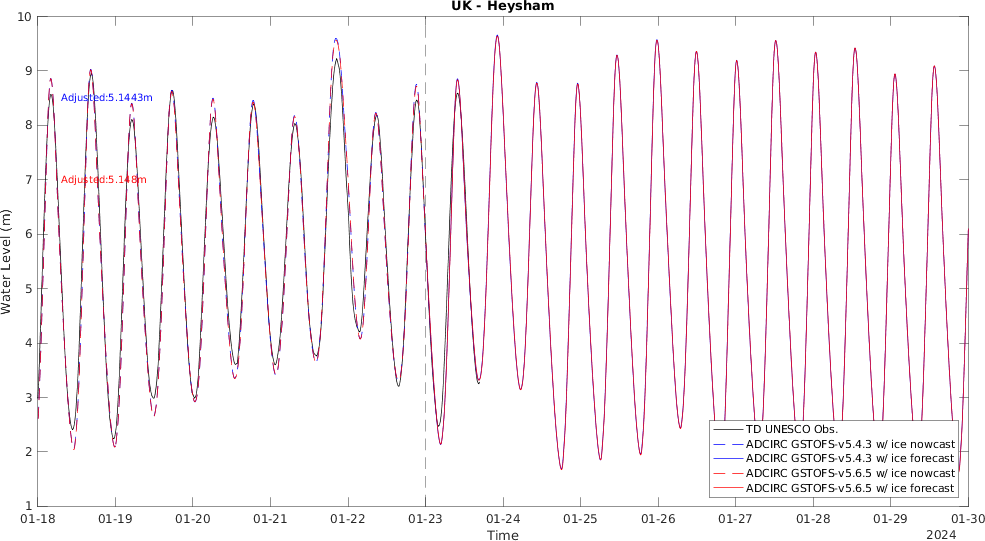 UK - Heysham
10
9
8
7
6
5
4
3
2
1
Water Level (m)
Adjusted:5.1443m
Adjusted:5.148m
TD UNESCO Obs.
ADCIRC GSTOFS-v5.4.3 w/ ice nowcast
ADCIRC GSTOFS-v5.4.3 w/ ice forecast
ADCIRC GSTOFS-v5.6.5 w/ ice nowcast
ADCIRC GSTOFS-v5.6.5 w/ ice forecast
01-18 01-19 01-20 01-21 01-22 01-23 01-24 01-25 01-26 01-27 01-28 01-29 01-30
Time
2024